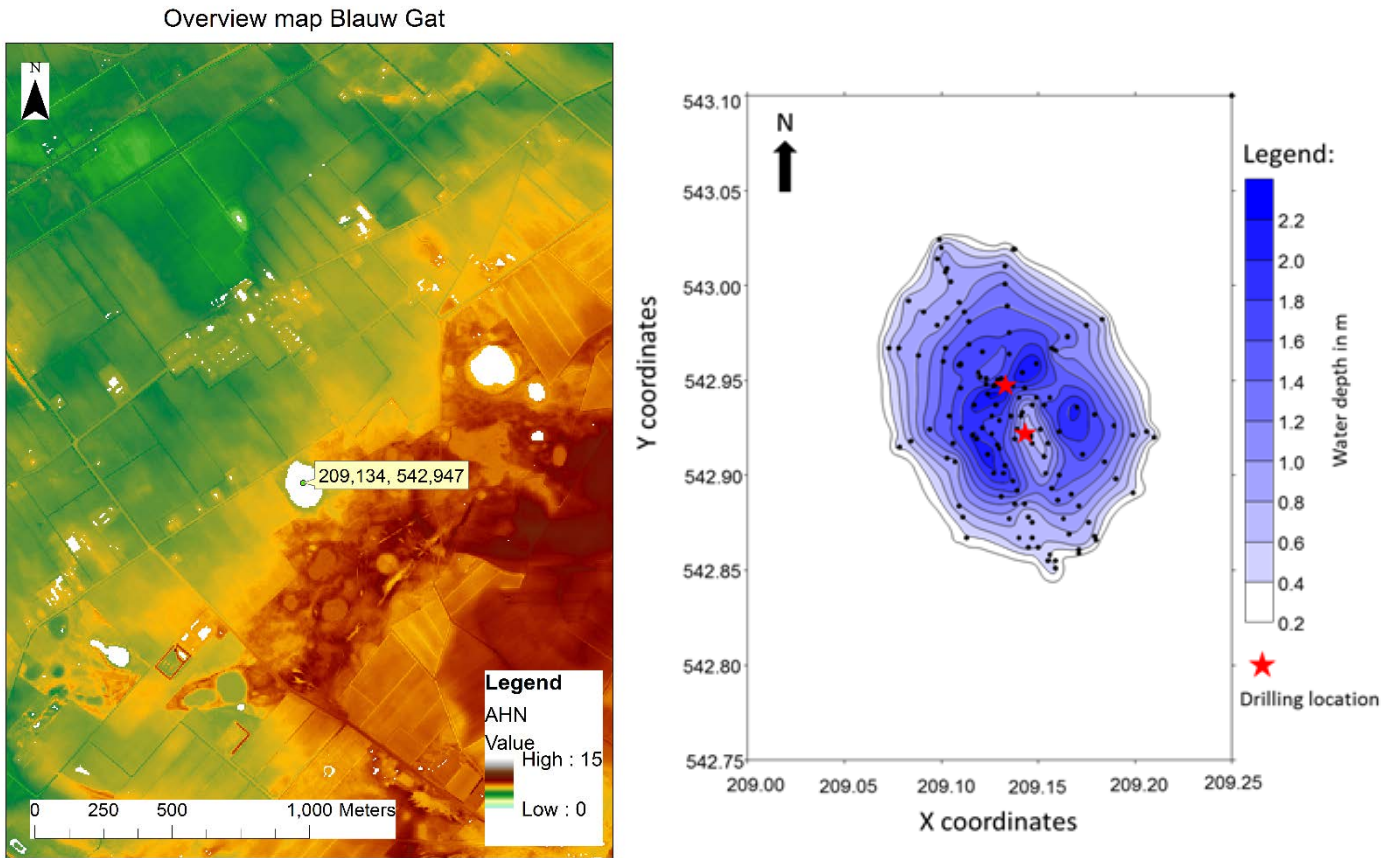 Overview map Blauw Gat
N
209,134, 542,947
Legend
AHN
Value
High : 15
Low : 0
0 250 500 1,000 Meters
543.10
543.05
543.00
542.95
542.90
542.85
542.80
542.75
Y coordinates
N
209.00 209.05 209.10 209.15 209.20 209.25
X coordinates
Legend:
2.2
2.0
1.8
1.6
1.4
1.2
1.0
0.8
0.6
0.4
0.2
Water depth in m
Drilling location